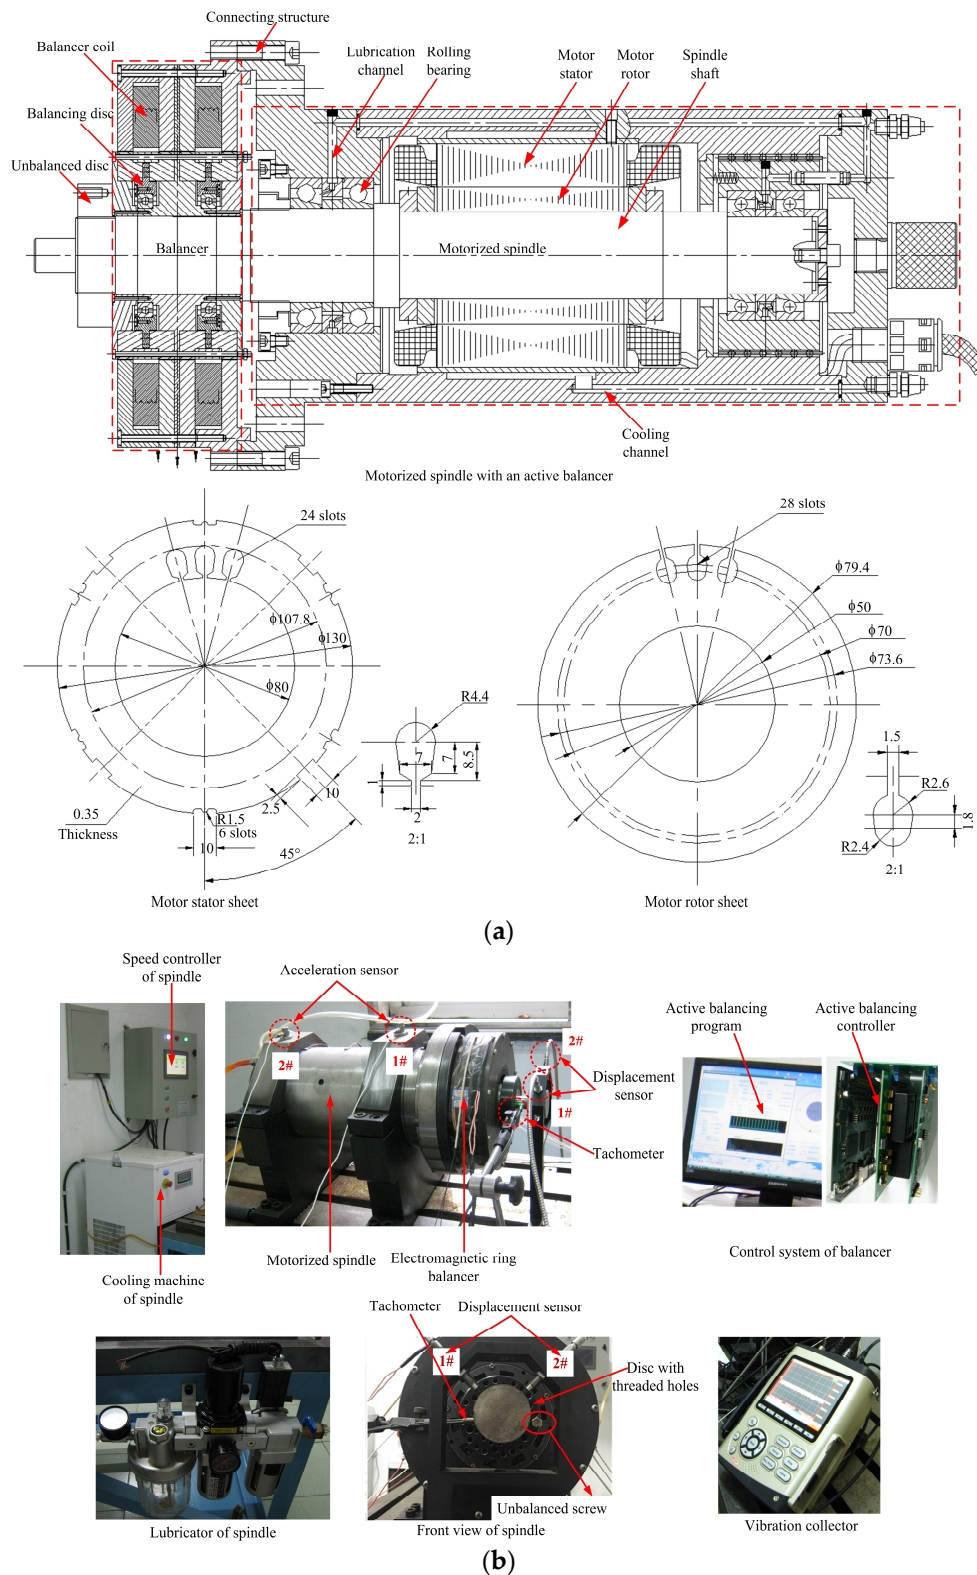 Connecting structure
Balancer coil
Lubrication
channel
Rolling
bearing
Motor
stator
Motor
rotor
Spindle
shaft
Balancing disc
Unbalanced disc
Balancer
Motorized spindle
Cooling
channel
Motorized spindle with an active balancer
24 slots
28 slots
ϕ79.4
ϕ50
ϕ70
ϕ73.6
ϕ107.8
ϕ130
ϕ80
R4.4
7
7
8.5
1
2
2:1
1.5
R2.6
1.8
R2.4
2:1
0.35
Thickness
R1.5
6 slots
10
2.5
10
45°
Motor stator sheet
Motor rotor sheet
(a)
Speed controller
of spindle
Acceleration sensor
Active balancing
program
Active balancing
controller
2#
1#
2#
Displacement
sensor
1#
Tachometer
Motorized spindle
Electromagnetic ring
balancer
Control system of balancer
Cooling machine
of spindle
Tachometer
Displacement sensor
1#
2#
Disc with
threaded holes
Unbalanced screw
Lubricator of spindle
Front view of spindle
Vibration collector
(b)